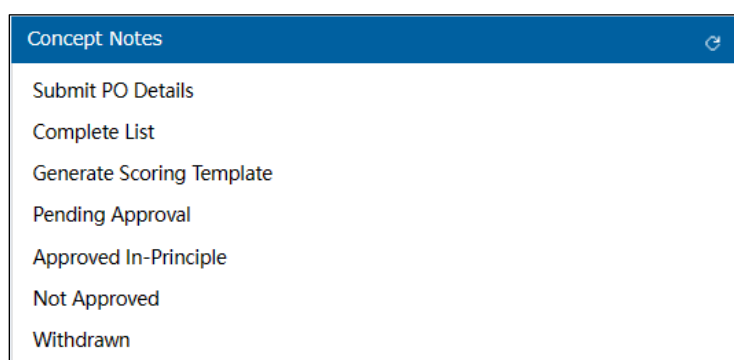 Concept Notes
Submit PO Details
Complete List
Generate Scoring Template
Pending Approval
Approved In-Principle
Not Approved
Withdrawn